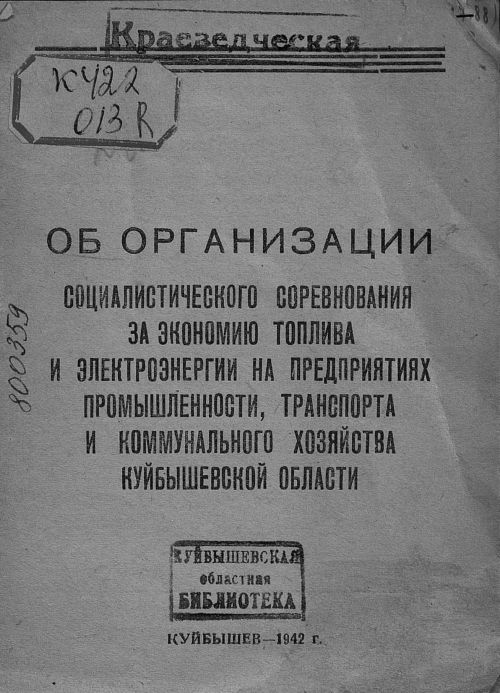 Краеведческая
К422
013 R
ОБ ОРГАНИЗАЦИИ
СОЦИАЛИСТИЧЕСКОГО СОРЕВНОВАНИЯ
ЗА ЭКОНОМИЮ ТОПЛИВА
И ЭЛЕКТРОЭНЕРГИИ НА ПРЕДПРИЯТИЯХ
ПРОМЫШЛЕННОСТИ, ТРАНСПОРТА
И КОММУНАЛЬНОГО ХОЗЯЙСТВА
КУЙБЫШЕВСКОЙ ОБЛАСТИ
800359
КУЙБЫШЕВСКАЯ
областная
БИБЛИОТЕКА
КУЙБЫШЕВ—1942 г.